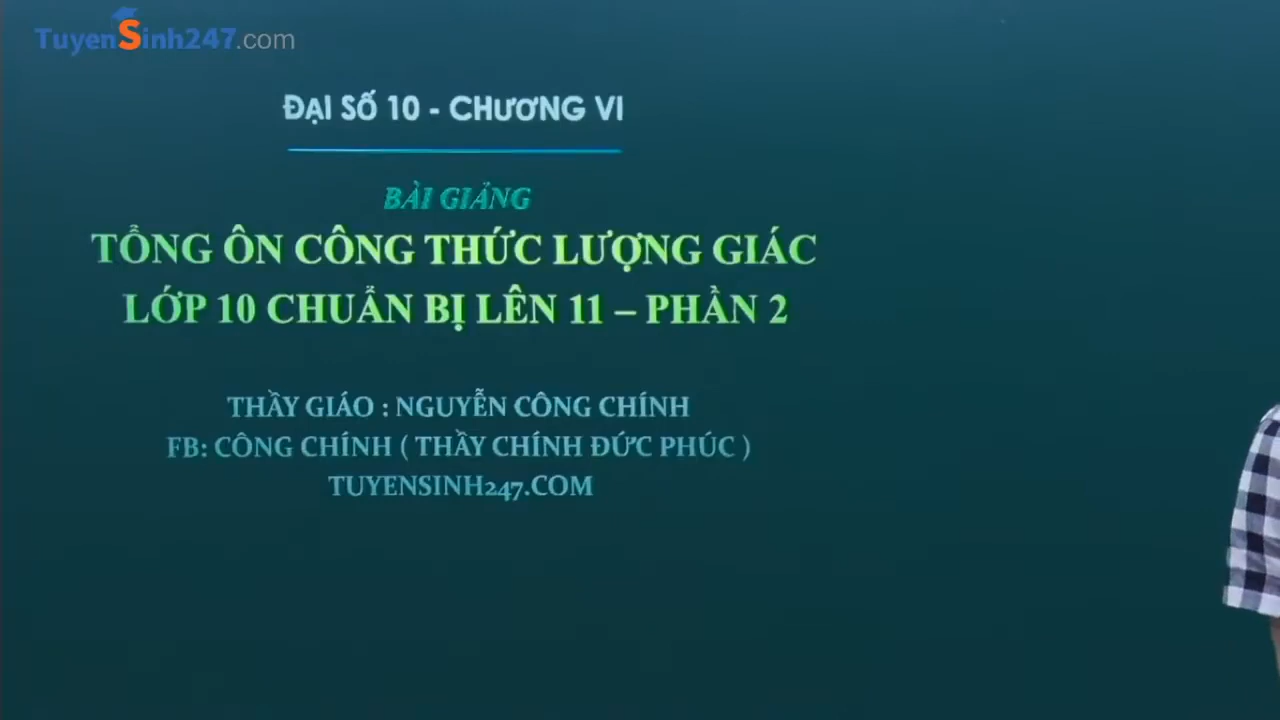 TuyenSinh247.com
ĐẠI SỐ 10 - CHƯƠNG VI
BÀI GIẢNG
TỔNG ÔN CÔNG THỨC LƯỢNG GIÁC
LỚP 10 CHUẨN BỊ LÊN 11 – PHẦN 2
THẦY GIÁO : NGUYỄN CÔNG CHÍNH
FB: CÔNG CHÍNH ( THẦY CHÍNH ĐỨC PHÚC )
TUYENSINH247.COM